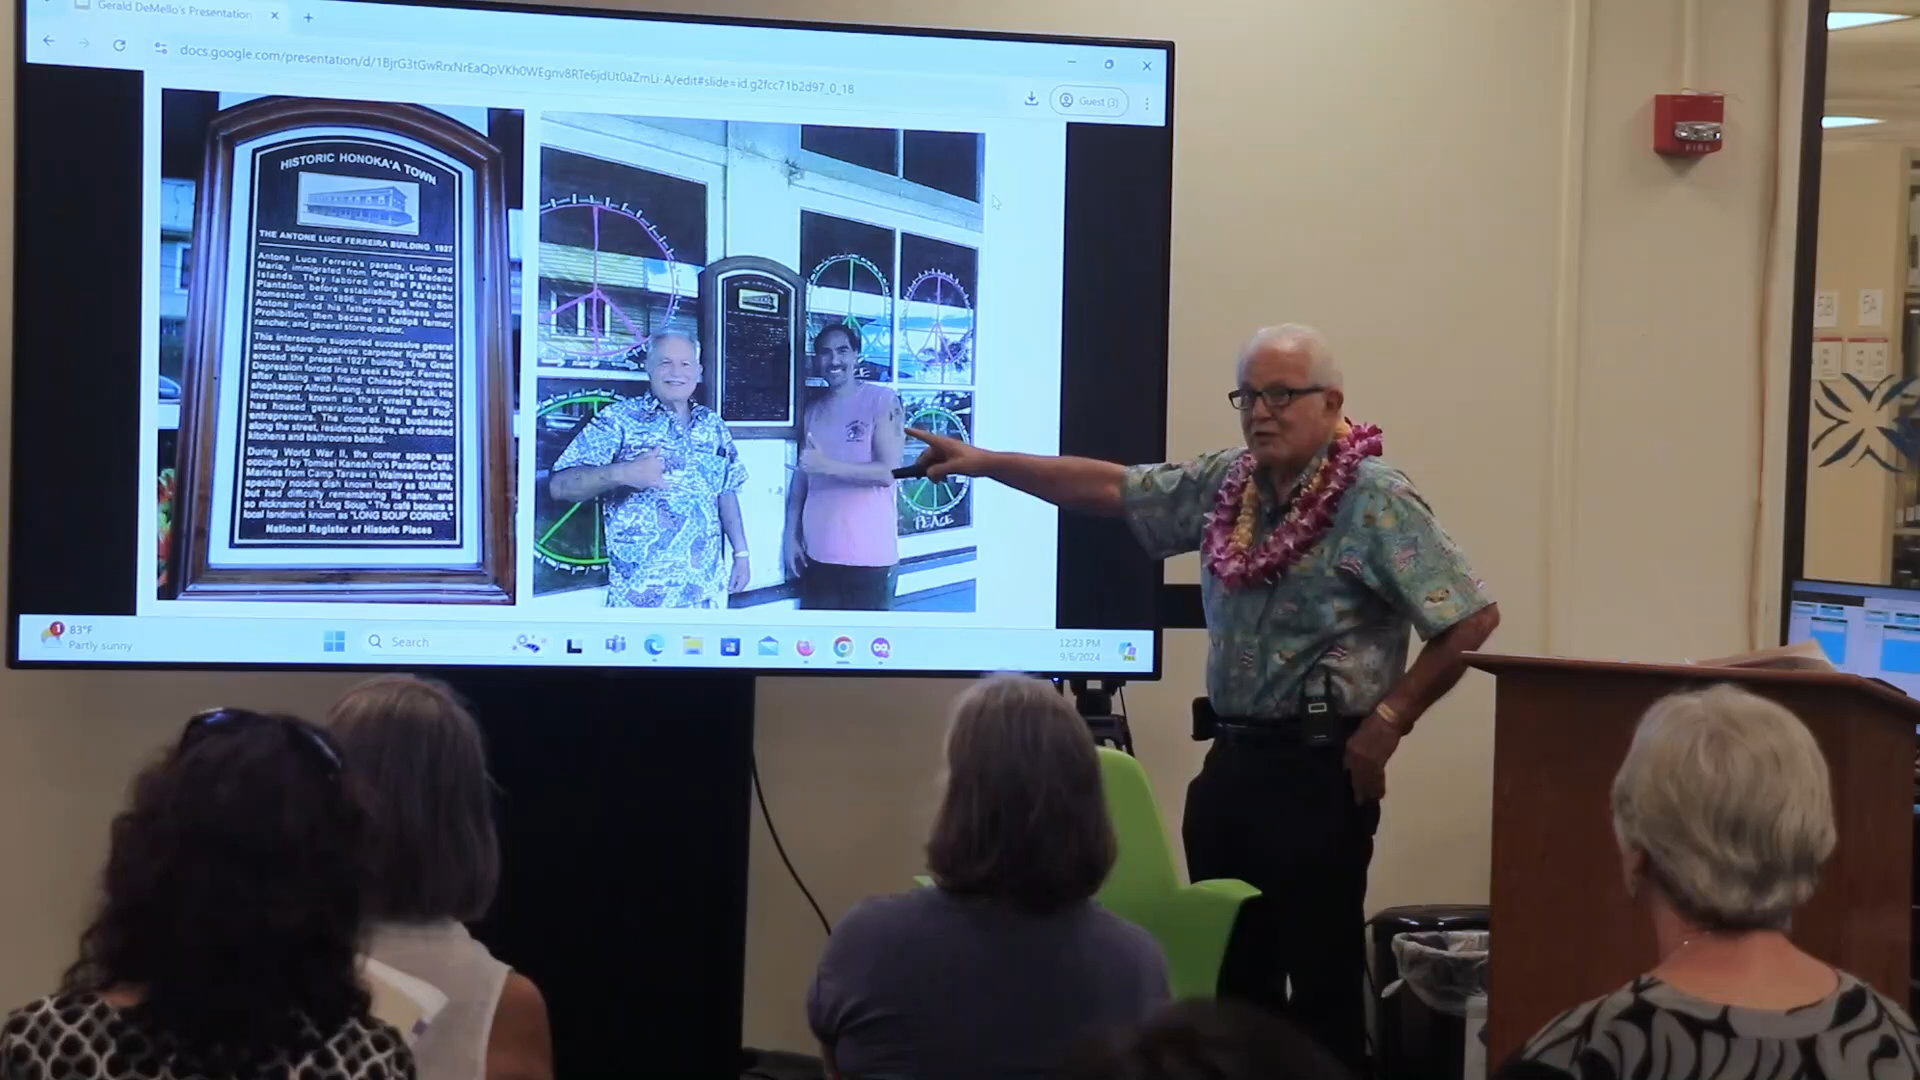 Gerald DeMello's Presentation
docs.google.com/presentation/d/1BjrG3tGwRrxNrEaQpVKh0WEgnv8RTe6jdUt0aZmLi-A/edit#slide=id.g2fcc71b2d97_0_18
Guest (3)
HISTORIC HONOKA'A TOWN
THE ANTONE LUCE FERREIRA BUILDING 1927
Antone Luce Ferreira's parents, Lucio and
Maria, immigrated from Portugal's Madeira
Islands. They labored on the Pā'auhau
Plantation before establishing a Ka'āpahu
homestead, ca. 1896, producing wine. Son
Antone joined his father in business until
Prohibition, then became a Kalōpā farmer,
rancher, and general store operator.
This intersection supported successive general
stores before Japanese carpenter Kyoichi Irie
erected the present 1927 building. The Great
Depression forced Irie to seek a buyer. Ferreira,
after talking with friend Chinese-Portuguese
shopkeeper Alfred Awong, assumed the risk. His
investment, known as the Ferreira Building,
has housed generations of "Mom and Pop"
entrepreneurs. The complex has businesses
along the street, residences above, and detached
kitchens and bathrooms behind.
During World War II, the corner space was
occupied by Tomisei Kaneshiro's Paradise Café.
Marines from Camp Tarawa in Waimea loved the
specialty noodle dish known locally as SAIMIN,
but had difficulty remembering its name, and
so nicknamed it "Long Soup." The café became a
local landmark known as "LONG SOUP CORNER."
National Register of Historic Places
PEACE
1
83°F
Partly sunny
Search
12:23 PM
9/6/2024
FIRE
5B
5A